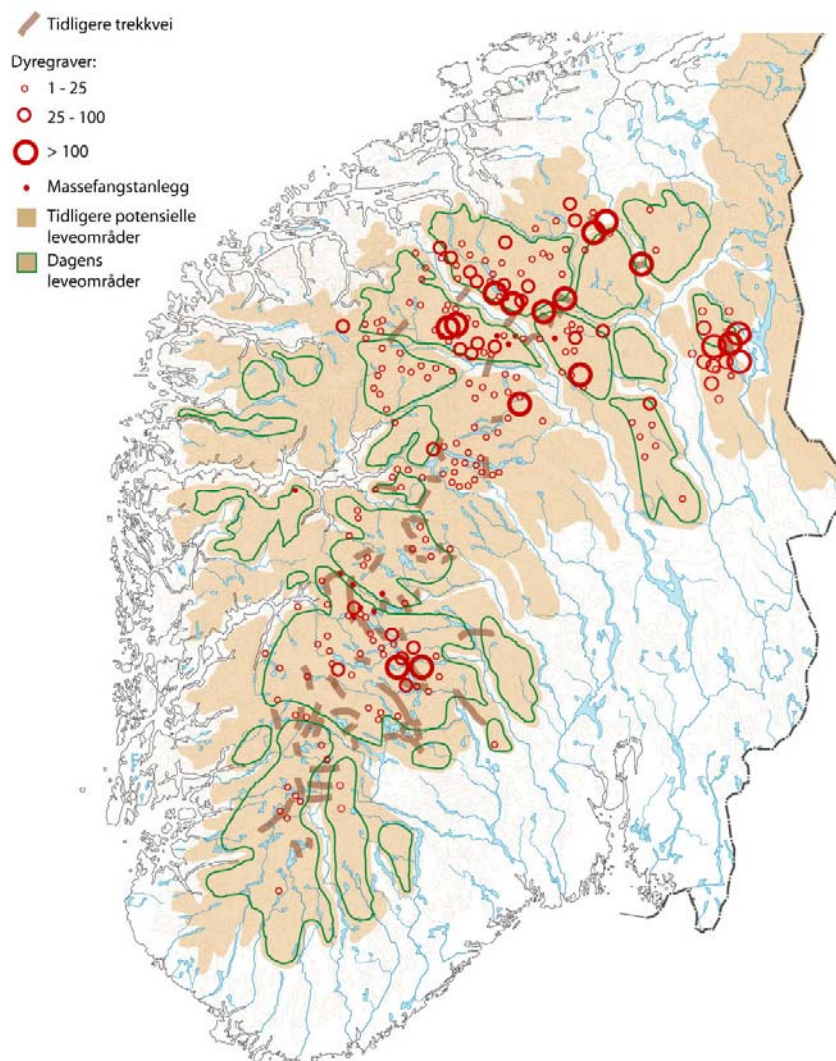 Tidligere trekkvei
Dyregraver:
1 - 25
25 - 100
> 100
Massefangstanlegg
Tidligere potensielle
leveområder
Dagens
leveområder